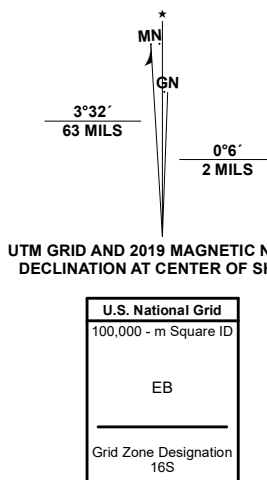 MN
GN
3°32´
63 MILS
0°6´
2 MILS
UTM GRID AND 2019 MAGNETIC N
DECLINATION AT CENTER OF SH
U.S. National Grid
100,000 - m Square ID
EB
Grid Zone Designation
16S